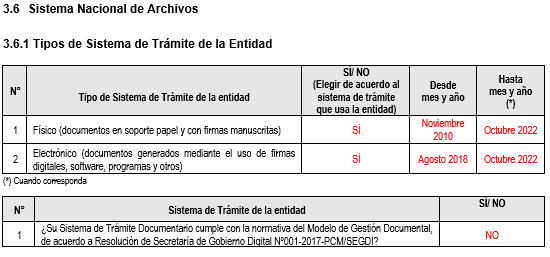 3.6 Sistema Nacional de Archivos
3.6.1 Tipos de Sistema de Trámite de la Entidad
N° Tipo de Sistema de Trámite de la entidad SÍ/ NO (Elegir de acuerdo al sistema de trámite que usa la entidad) Desde mes y año Hasta mes y año (*)
1 Físico (documentos en soporte papel y con firmas manuscritas) SÍ Noviembre 2010 Octubre 2022
2 Electrónico (documentos generados mediante el uso de firmas digitales, software, programas y otros) SÍ Agosto 2018 Octubre 2022
(*) Cuando corresponda
N° Sistema de Trámite de la entidad SÍ/ NO
1 ¿Su Sistema de Trámite Documentario cumple con la normativa del Modelo de Gestión Documental, de acuerdo a Resolución de Secretaría de Gobierno Digital Nº001-2017-PCM/SEGDI? NO